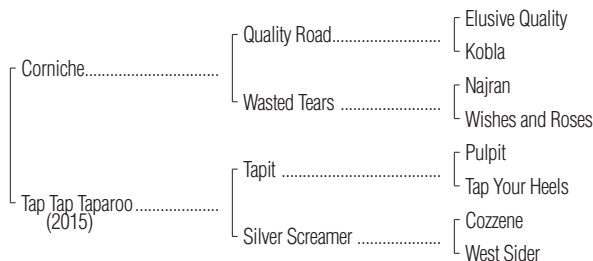 Elusive Quality
Quality Road..............................
Kobla
Corniche.....................................
Najran
Wasted Tears ...........................
Wishes and Roses
Pulpit
Tapit ...........................................
Tap Your Heels
Tap Tap Taparoo .......................
(2015)
Cozzene
Silver Screamer .......................
West Sider